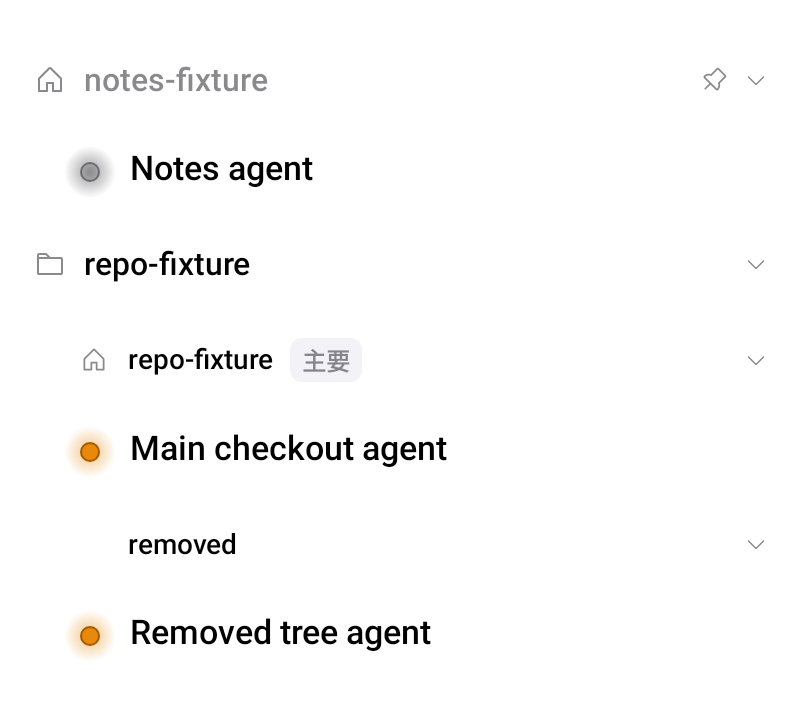 notes-fixture
Notes agent
repo-fixture
repo-fixture 主要
Main checkout agent
removed
Removed tree agent